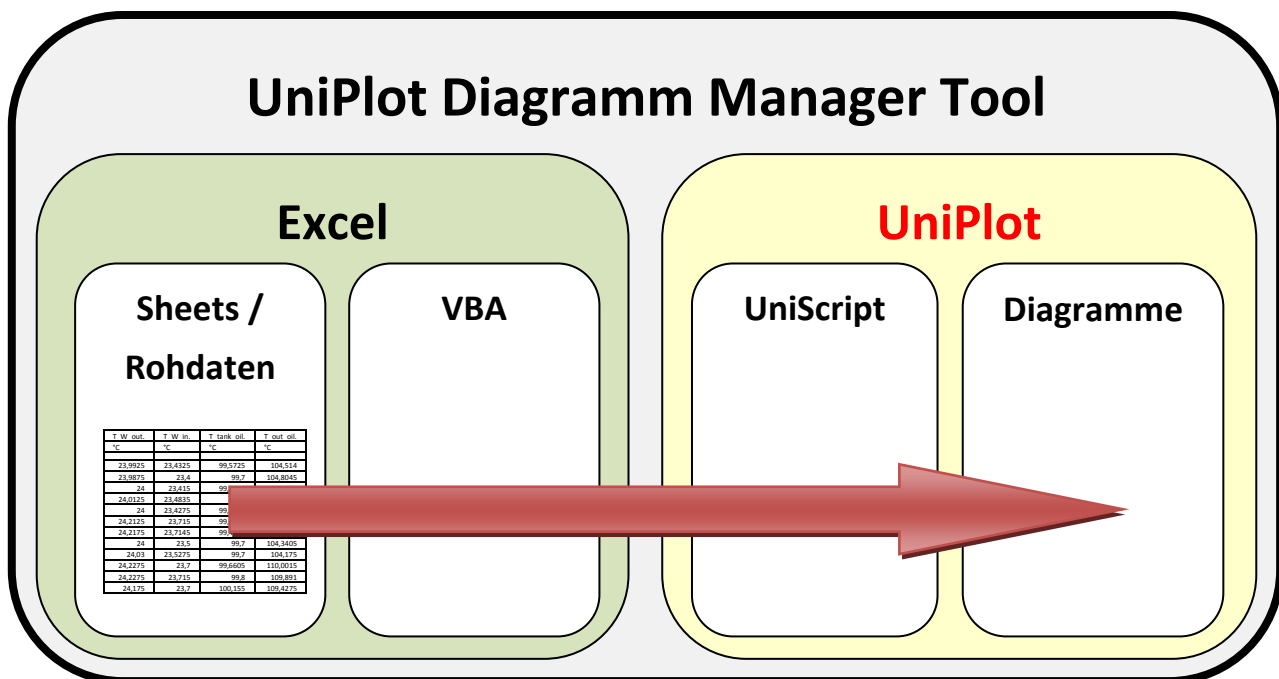 UniPlot Diagramm Manager Tool
Excel
UniPlot
Sheets /
Rohdaten
VBA
UniScript
Diagramme
T W out. T W in. T tank oil. T out oil.
°C °C °C °C
23,9925 23,4325 99,5725 104,514
23,9875 23,4 99,7 104,8045
24 23,415
24,0125 23,4835
24 23,4275
24,2125 23,715
24,2175 23,7145
24 23,5 99,7 104,3405
24,03 23,5275 99,7 104,175
24,2275 23,7 99,6605 110,0015
24,2275 23,715 99,8 109,891
24,175 23,7 100,155 109,4275